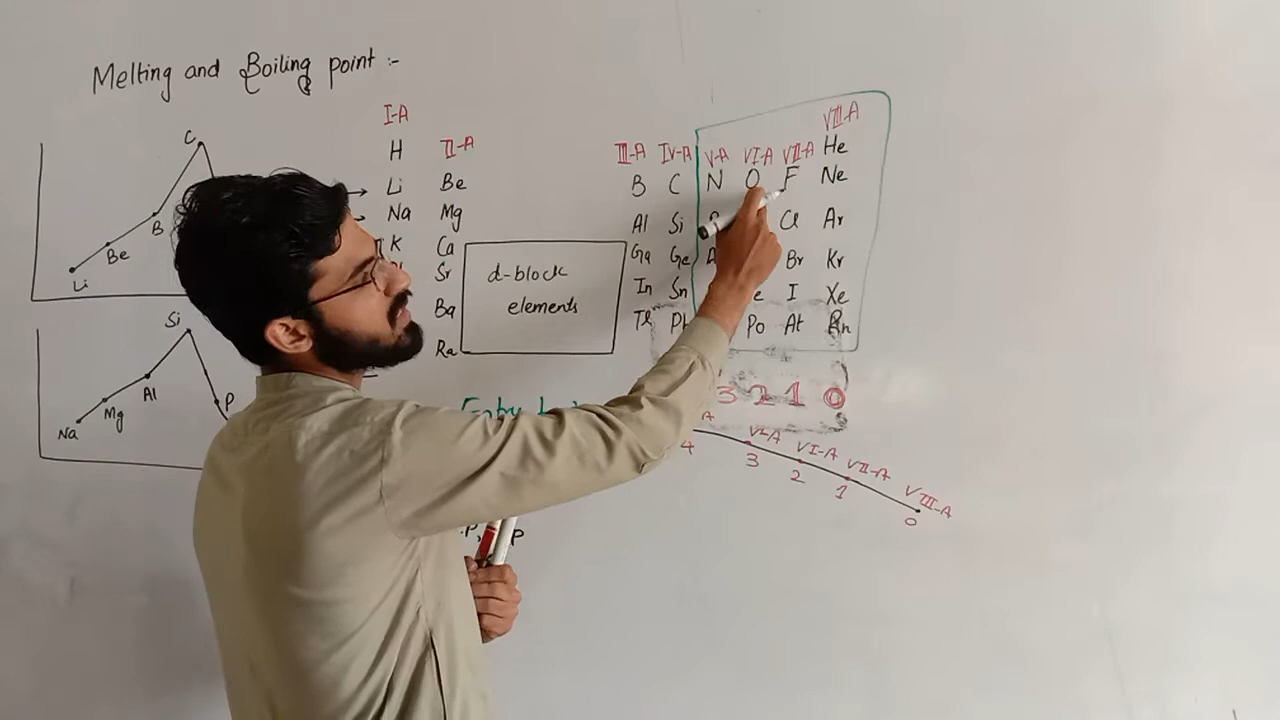 Melting and Boiling point :-
C
B
Be
Li
Si
P
Al
Mg
Na
I-A
H
Li
Na
K
II-A
Be
Mg
Ca
Sr
Ba
Ra
d-block
elements
III-A IV-A V-A VI-A VII-A VIII-A
He
B C N O F Ne
Al Si Cl Ar
Ga Ge Br Kr
In Sn I Xe
Tl Po At Rn
3 2 1 0
V-A VI-A VII-A VIII-A
4 3 2 1 0